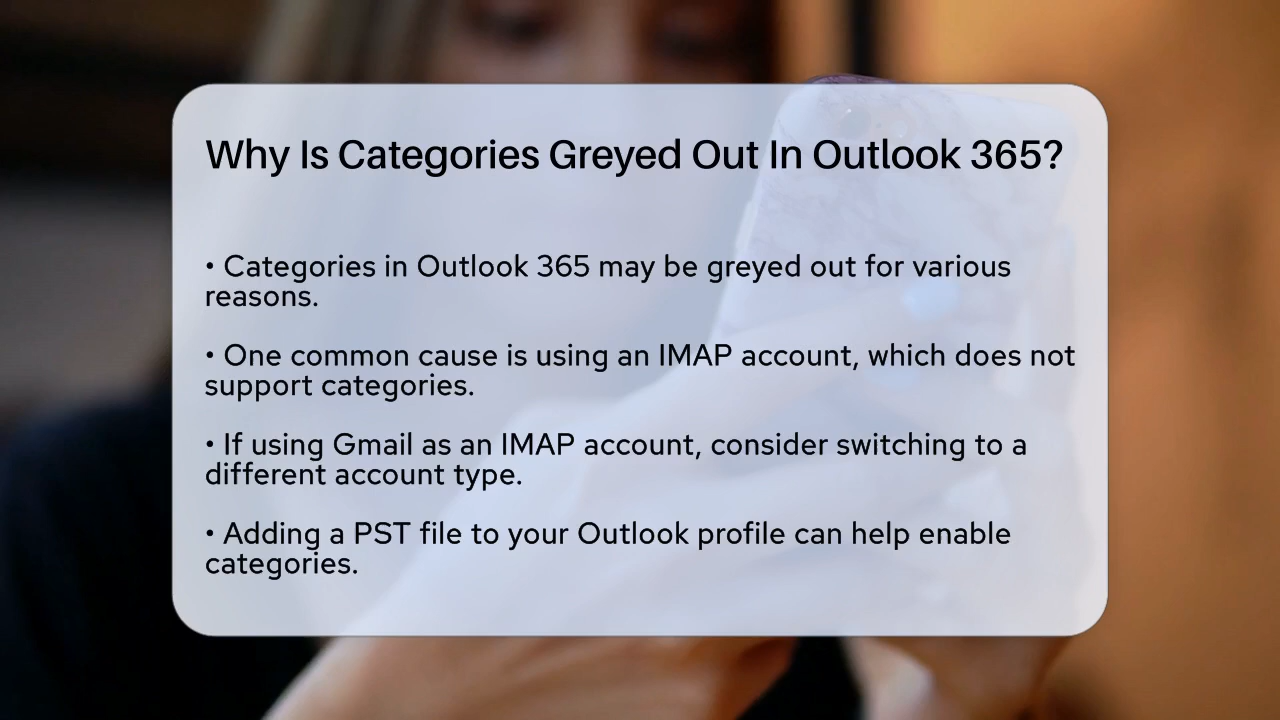 Why Is Categories Greyed Out In Outlook 365?
• Categories in Outlook 365 may be greyed out for various
reasons.
• One common cause is using an IMAP account, which does not
support categories.
• If using Gmail as an IMAP account, consider switching to a
different account type.
• Adding a PST file to your Outlook profile can help enable
categories.